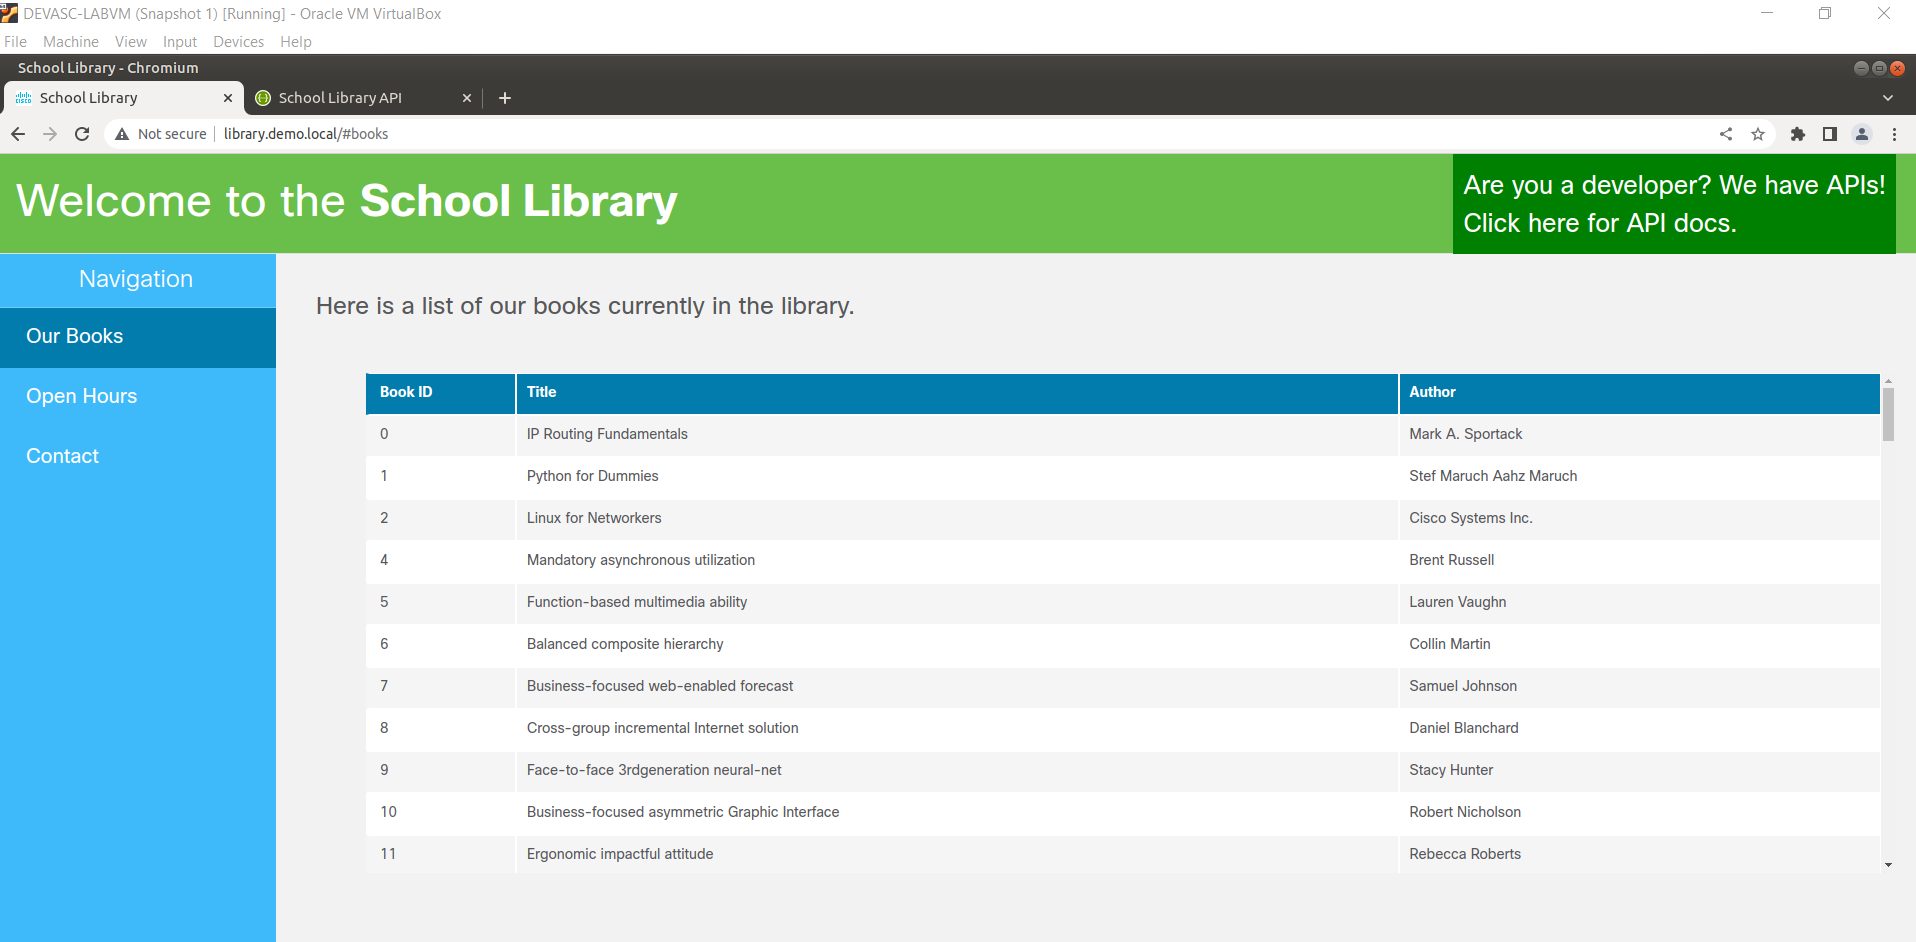 DEVASC-LABVM (Snapshot 1) [Running] - Oracle VM VirtualBox
File Machine View Input Devices Help
School Library - Chromium
School Library
School Library API
Not secure library.demo.local/#books
Welcome to the School Library
Are you a developer? We have APIs!
Click here for API docs.
Navigation
Our Books
Open Hours
Contact
Here is a list of our books currently in the library.
Book ID Title Author
0 IP Routing Fundamentals Mark A. Sportack
1 Python for Dummies Stef Maruch Aahz Maruch
2 Linux for Networkers Cisco Systems Inc.
4 Mandatory asynchronous utilization Brent Russell
5 Function-based multimedia ability Lauren Vaughn
6 Balanced composite hierarchy Collin Martin
7 Business-focused web-enabled forecast Samuel Johnson
8 Cross-group incremental Internet solution Daniel Blanchard
9 Face-to-face 3rdgeneration neural-net Stacy Hunter
10 Business-focused asymmetric Graphic Interface Robert Nicholson
11 Ergonomic impactful attitude Rebecca Roberts